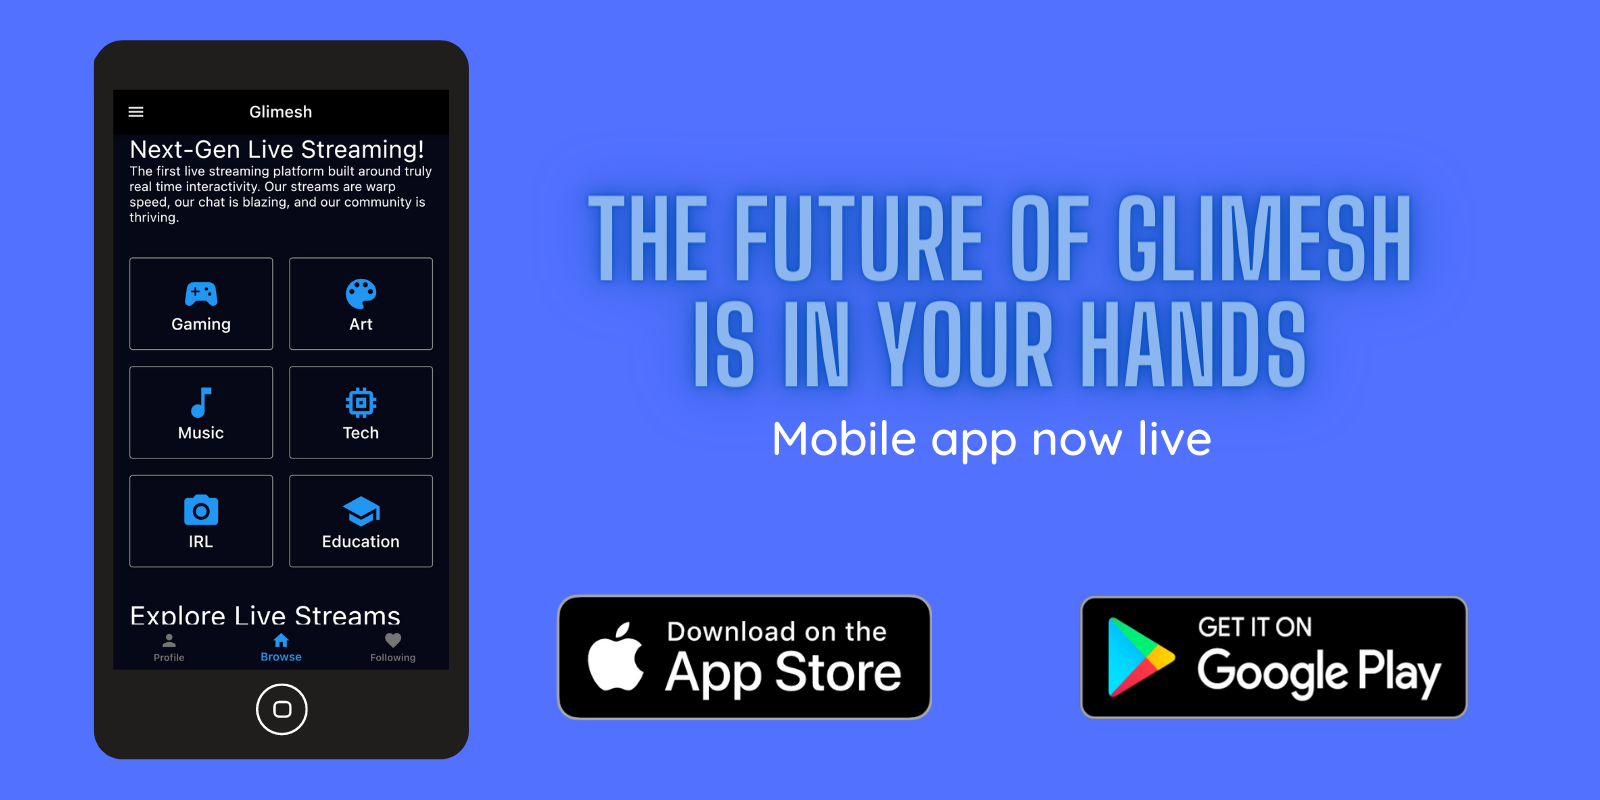 Glimesh
Next-Gen Live Streaming!
The first live streaming platform built around truly
real time interactivity. Our streams are warp
speed, our chat is blazing, and our community is
thriving.
Gaming
Art
Music
Tech
IRL
Education
Explore Live Streams
Profile
Browse
Following
THE FUTURE OF GLIMESH
IS IN YOUR HANDS
Mobile app now live
Download on the
App Store
GET IT ON
Google Play